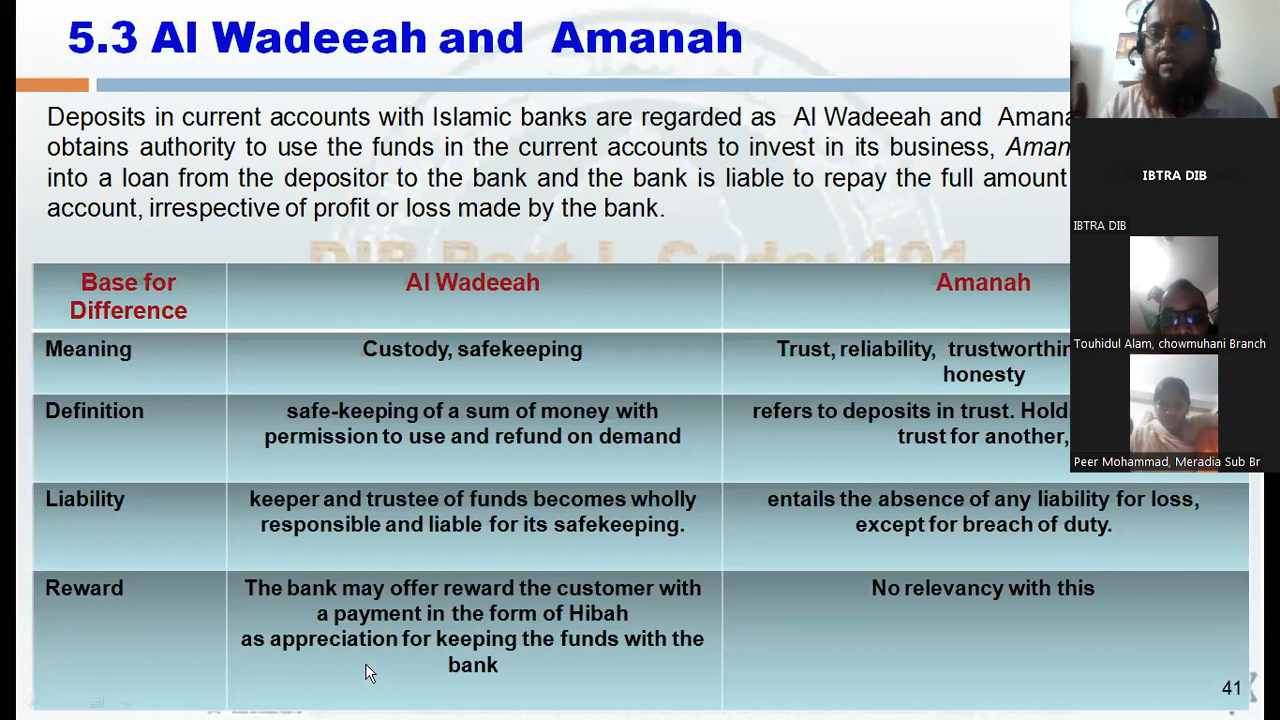 5.3 Al Wadeeah and Amanah
Deposits in current accounts with Islamic banks are regarded as Al Wadeeah and
obtains authority to use the funds in the current accounts to invest in its business,
into a loan from the depositor to the bank and the bank is liable to repay the full amount
account, irrespective of profit or loss made by the bank.
DIB Part I, Code: 101
Base for
Difference
Al Wadeeah
Amanah
Meaning
Custody, safekeeping
Trust, reliability,
honesty
Definition
safe-keeping of a sum of money with
permission to use and refund on demand
refers to deposits in trust. Hold
trust for another,
Liability
keeper and trustee of funds becomes wholly
responsible and liable for its safekeeping.
entails the absence of any liability for loss,
except for breach of duty.
Reward
The bank may offer reward the customer with
a payment in the form of Hibah
as appreciation for keeping the funds with the
bank
No relevancy with this
41
IBTRA DIB
IBTRA DIB
Touhidul Alam, chowmuhani Branch
Peer Mohammad, Meradia Sub Br